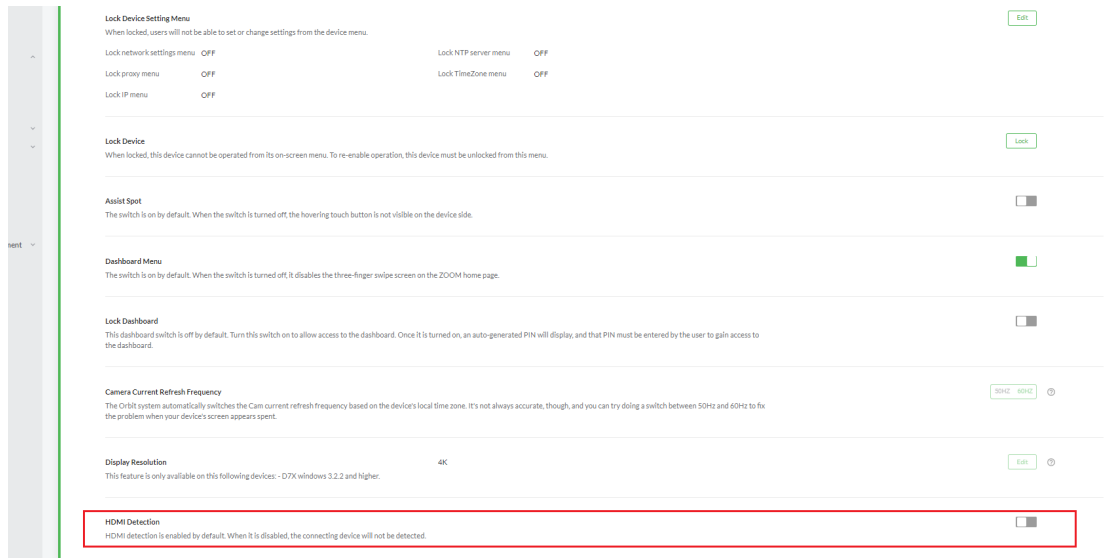 Lock Device Setting Menu
Edit
When locked, users will not be able to set or change settings from the device menu.
Lock network settings menu OFF Lock NTP server menu OFF
Lock proxy menu OFF Lock TimeZone menu OFF
Lock IP menu OFF
Lock Device
Lock
When locked, this device cannot be operated from its on-screen menu. To re-enable operation, this device must be unlocked from this menu.
Assist Spot
The switch is on by default. When the switch is turned off, the hovering touch button is not visible on the device side.
ment
Dashboard Menu
The switch is on by default. When the switch is turned off, it disables the three-finger swipe screen on the ZOOM home page.
Lock Dashboard
This dashboard switch is off by default. Turn this switch on to allow access to the dashboard. Once it is turned on, an auto-generated PIN will display, and that PIN must be entered by the user to gain access to
the dashboard.
Camera Current Refresh Frequency
50HZ 60HZ
The Orbit system automatically switches the Cam current refresh frequency based on the device's local time zone. It's not always accurate, though, and you can try doing a switch between 50Hz and 60Hz to fix
the problem when your device's screen appears spent.
Display Resolution 4K
Edit
This feature is only available on this following devices: - D7X windows 3.2.2 and higher.
HDMI Detection
HDMI detection is enabled by default. When it is disabled, the connecting device will not be detected.